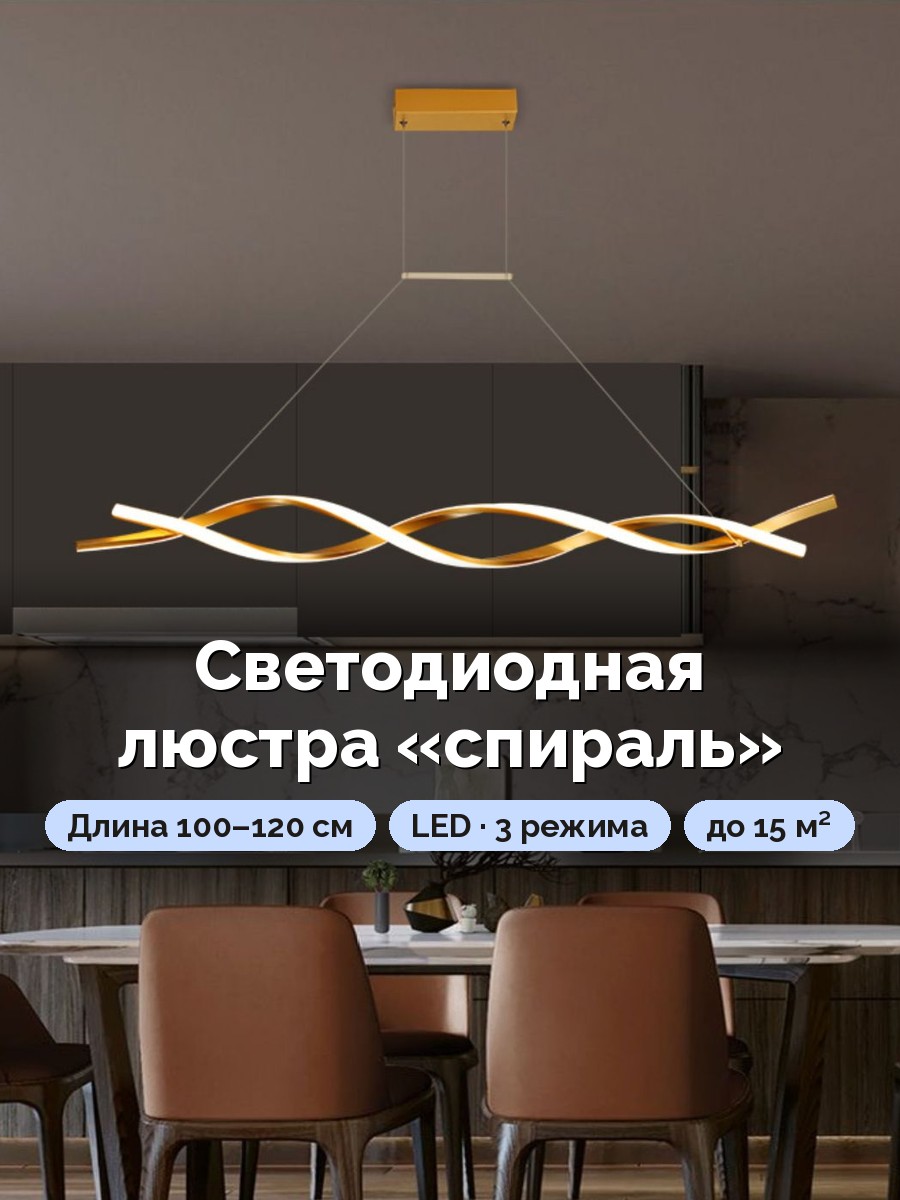 Светодиодная
люстра «спираль»
Длина 100–120 см
LED · 3 режима
до 15 м²